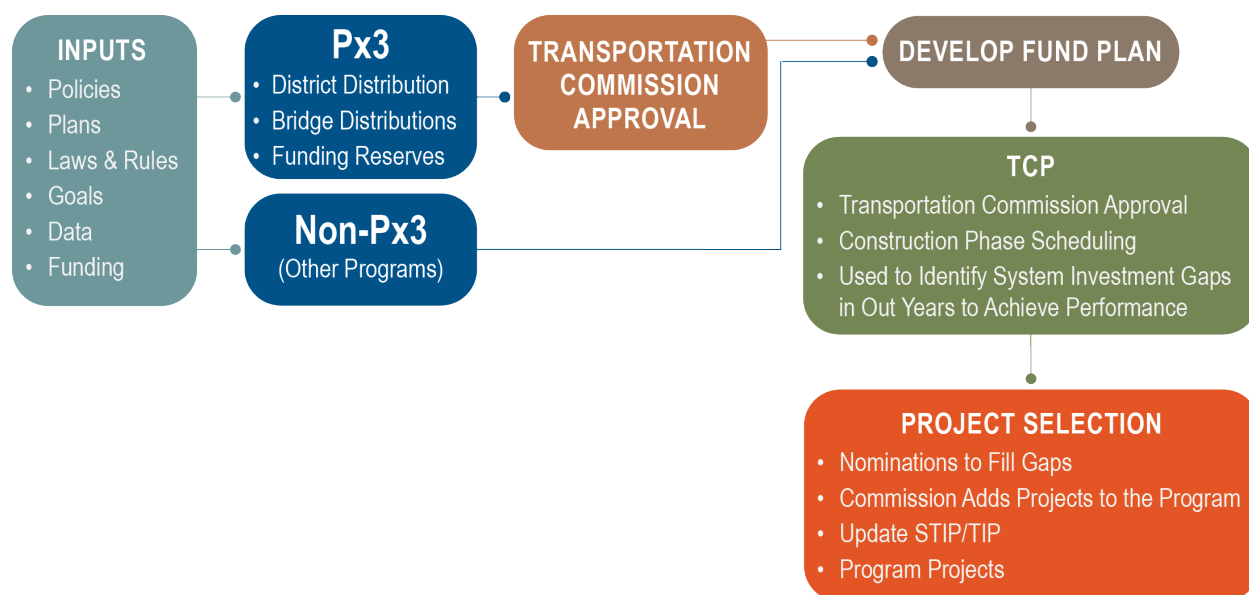 INPUTS
• Policies
• Plans
• Laws & Rules
• Goals
• Data
• Funding
Px3
• District Distribution
• Bridge Distributions
• Funding Reserves
Non-Px3
(Other Programs)
TRANSPORTATION
COMMISSION
APPROVAL
DEVELOP FUND PLAN
TCP
• Transportation Commission Approval
• Construction Phase Scheduling
• Used to Identify System Investment Gaps
in Out Years to Achieve Performance
PROJECT SELECTION
• Nominations to Fill Gaps
• Commission Adds Projects to the Program
• Update STIP/TIP
• Program Projects